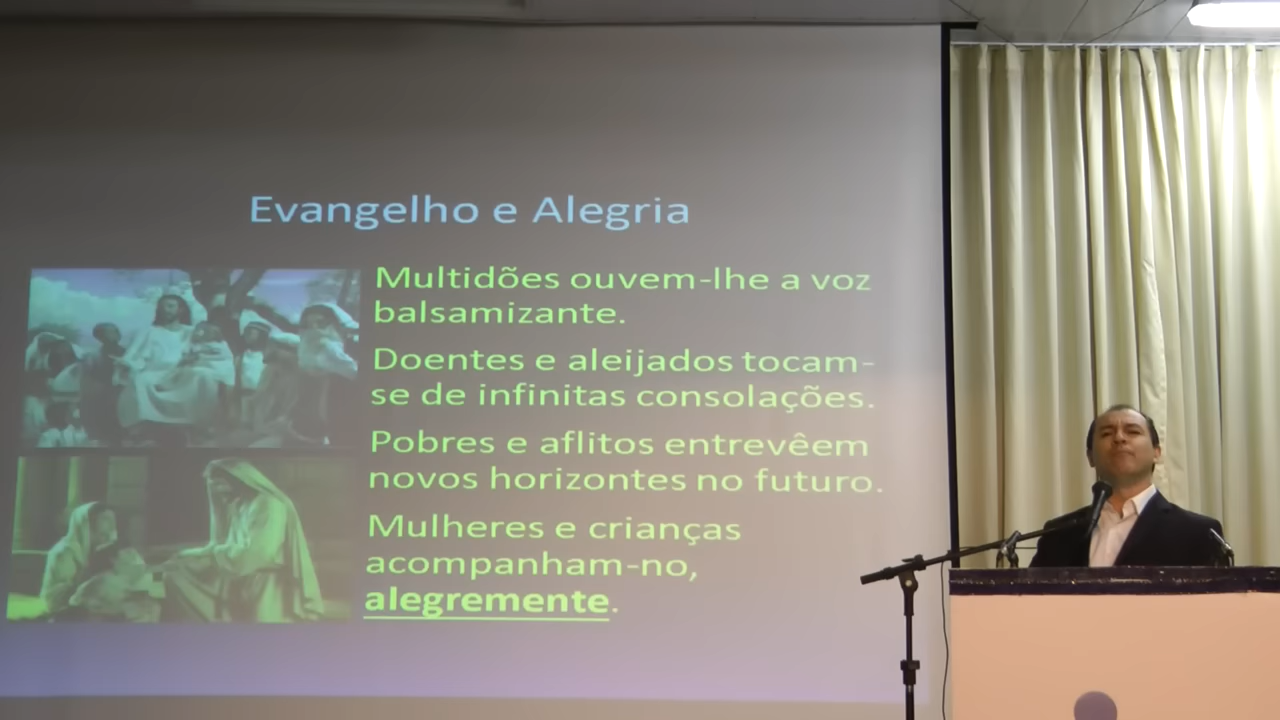 Evangelho e Alegria
Multidões ouvem-lhe a voz
balsamizante.
Doentes e aleijados tocam-
se de infinitas consolações.
Pobres e aflitos entrevêem
novos horizontes no futuro.
Mulheres e crianças
acompanham-no,
alegremente.